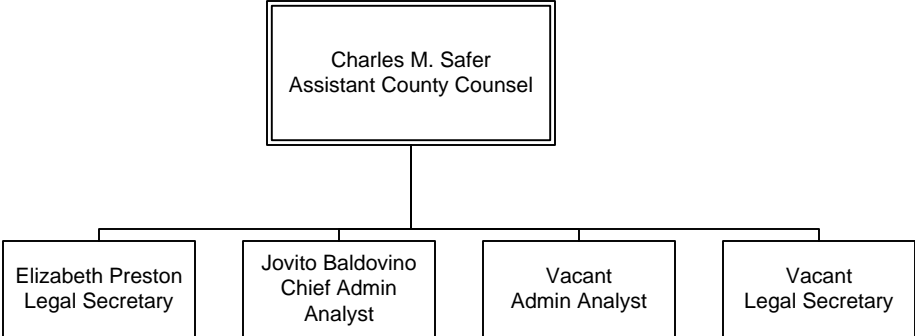 Charles M. Safer
Assistant County Counsel
Elizabeth Preston
Legal Secretary
Jovito Baldovino
Chief Admin
Analyst
Vacant
Admin Analyst
Vacant
Legal Secretary